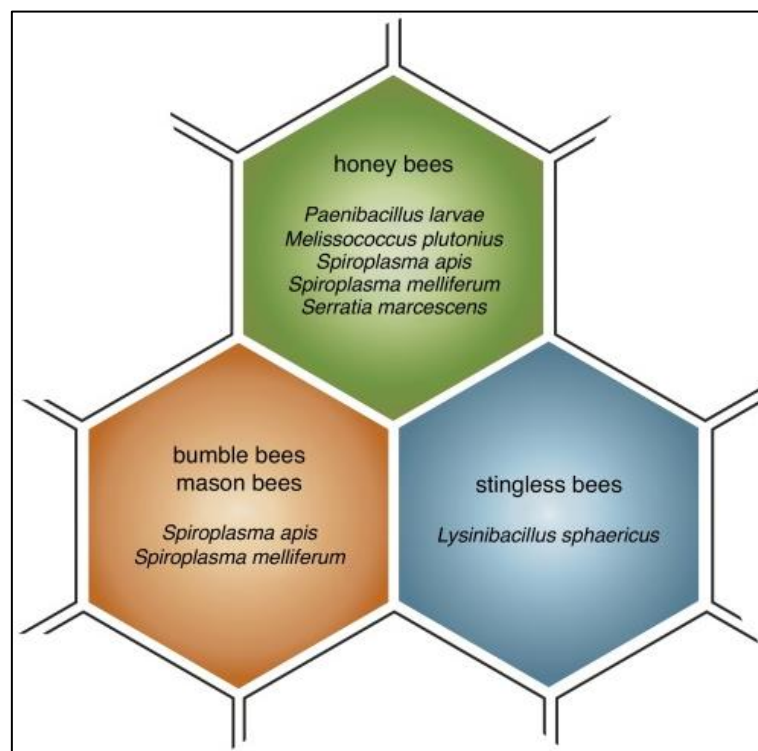 honey bees
Paenibacillus larvae
Melissococcus plutonius
Spiroplasma apis
Spiroplasma melliferum
Serratia marcescens
bumble bees
mason bees
Spiroplasma apis
Spiroplasma melliferum
stingless bees
Lysinibacillus sphaericus